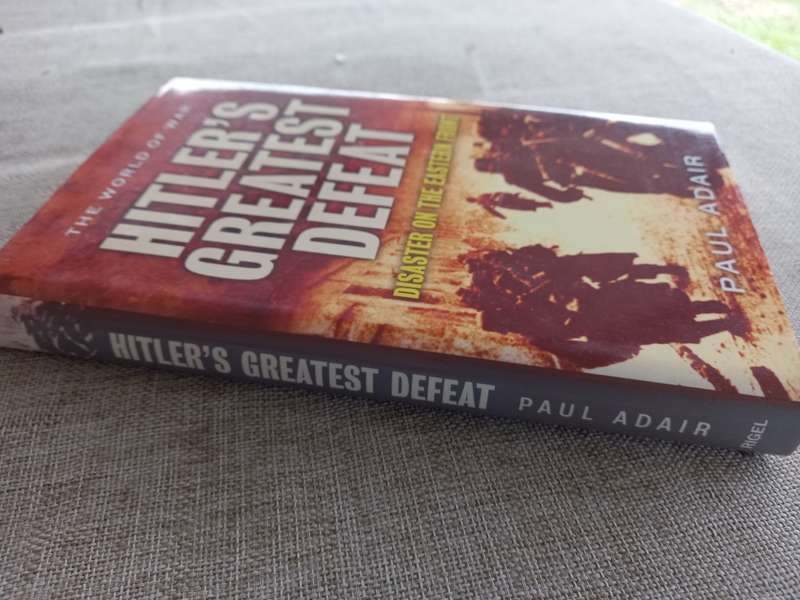 THE WORLD OF WAR
HITLER'S
GREATEST
DEFEAT
DISASTER ON THE EASTERN FRONT
PAUL ADAIR
HITLER'S GREATEST DEFEAT PAUL ADAIR RIGEL